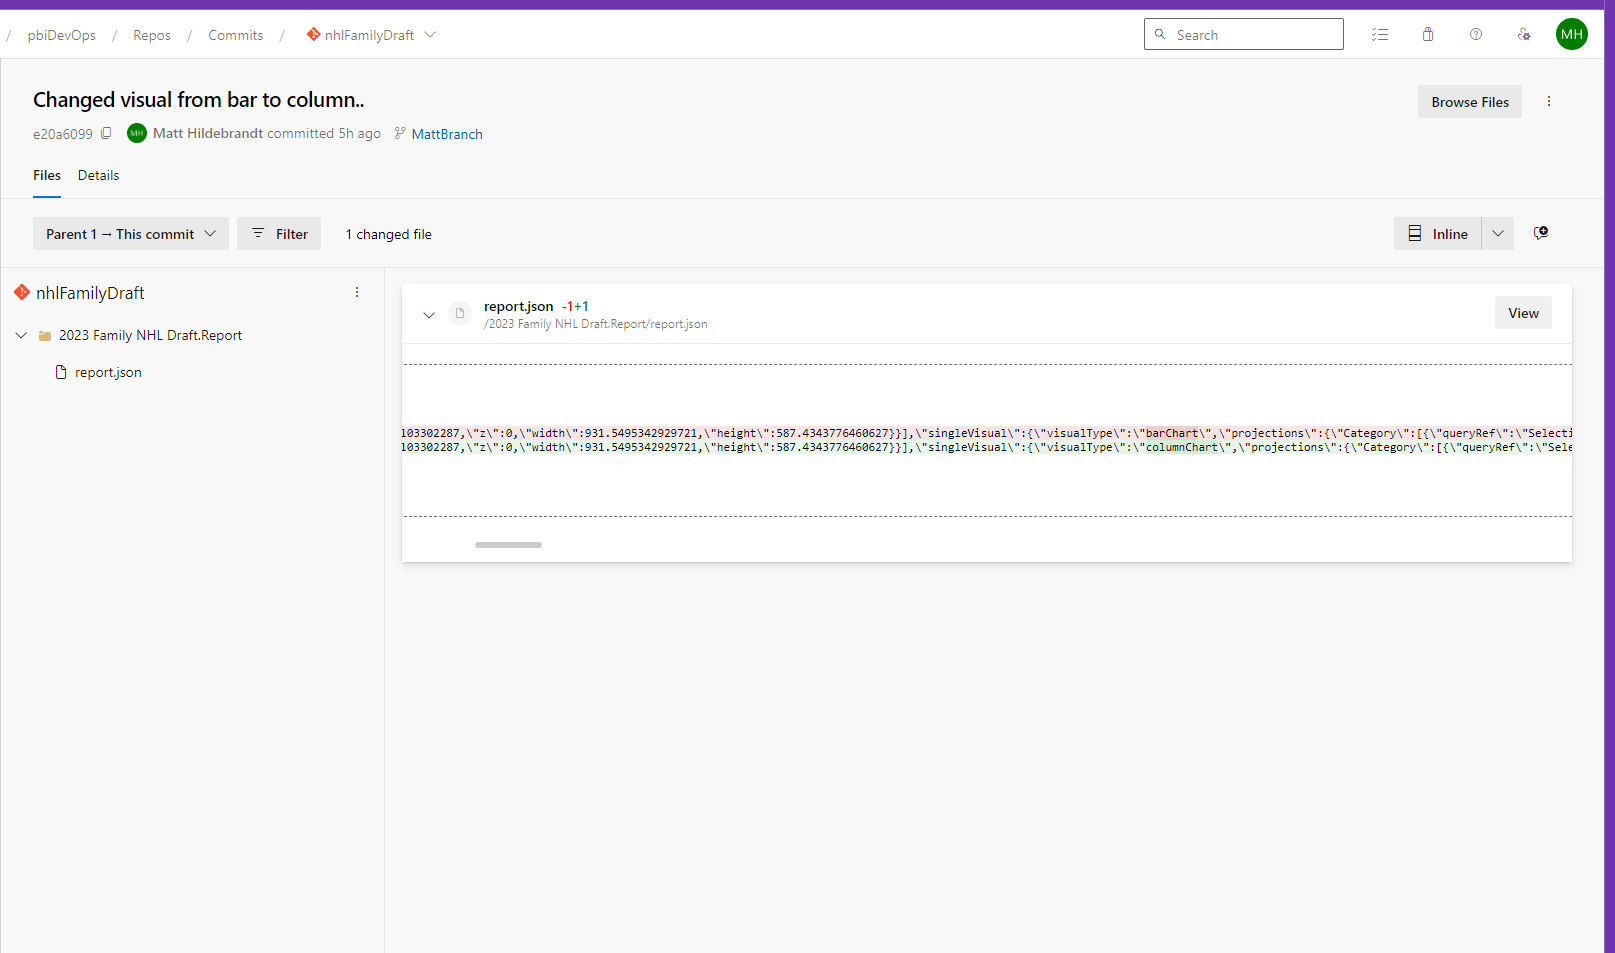 / pbiDevOps / Repos / Commits / nhlFamilyDraft
Search
MH
Changed visual from bar to column..
Browse Files
e20a6099 MH Matt Hildebrandt committed 5h ago MattBranch
Files Details
Parent 1 → This commit Filter 1 changed file
Inline
nhlFamilyDraft
2023 Family NHL Draft.Report
report.json
report.json -1+1
/2023 Family NHL Draft.Report/report.json
View
103302287,\"z\":0,\"width\":931.5495342929721,\"height\":587.4343776460627}}],\"singleVisual\":{\"visualType\":\"barChart\",\"projections\":{\"Category\":[{\"queryRef\":\"Selecti
103302287,\"z\":0,\"width\":931.5495342929721,\"height\":587.4343776460627}}],\"singleVisual\":{\"visualType\":\"columnChart\",\"projections\":{\"Category\":[{\"queryRef\":\"Sele